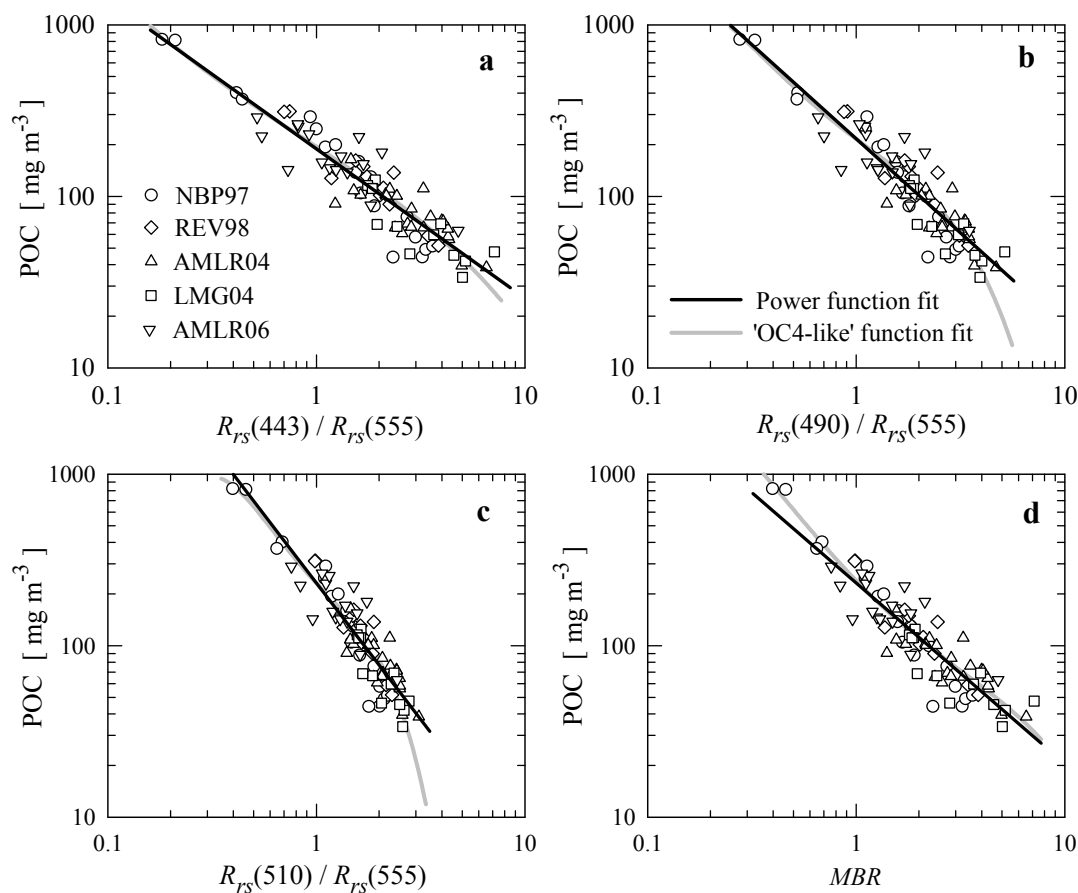 1000
100
10
0.1
1
10
POC [ mg m⁻³ ]
a
NBP97
REV98
AMLR04
LMG04
AMLR06
Rrs(443) / Rrs(555)
1000
100
10
0.1
1
10
POC [ mg m⁻³ ]
b
Power function fit
'OC4-like' function fit
Rrs(490) / Rrs(555)
1000
100
10
0.1
1
10
POC [ mg m⁻³ ]
c
Rrs(510) / Rrs(555)
1000
100
10
0.1
1
10
POC [ mg m⁻³ ]
d
MBR